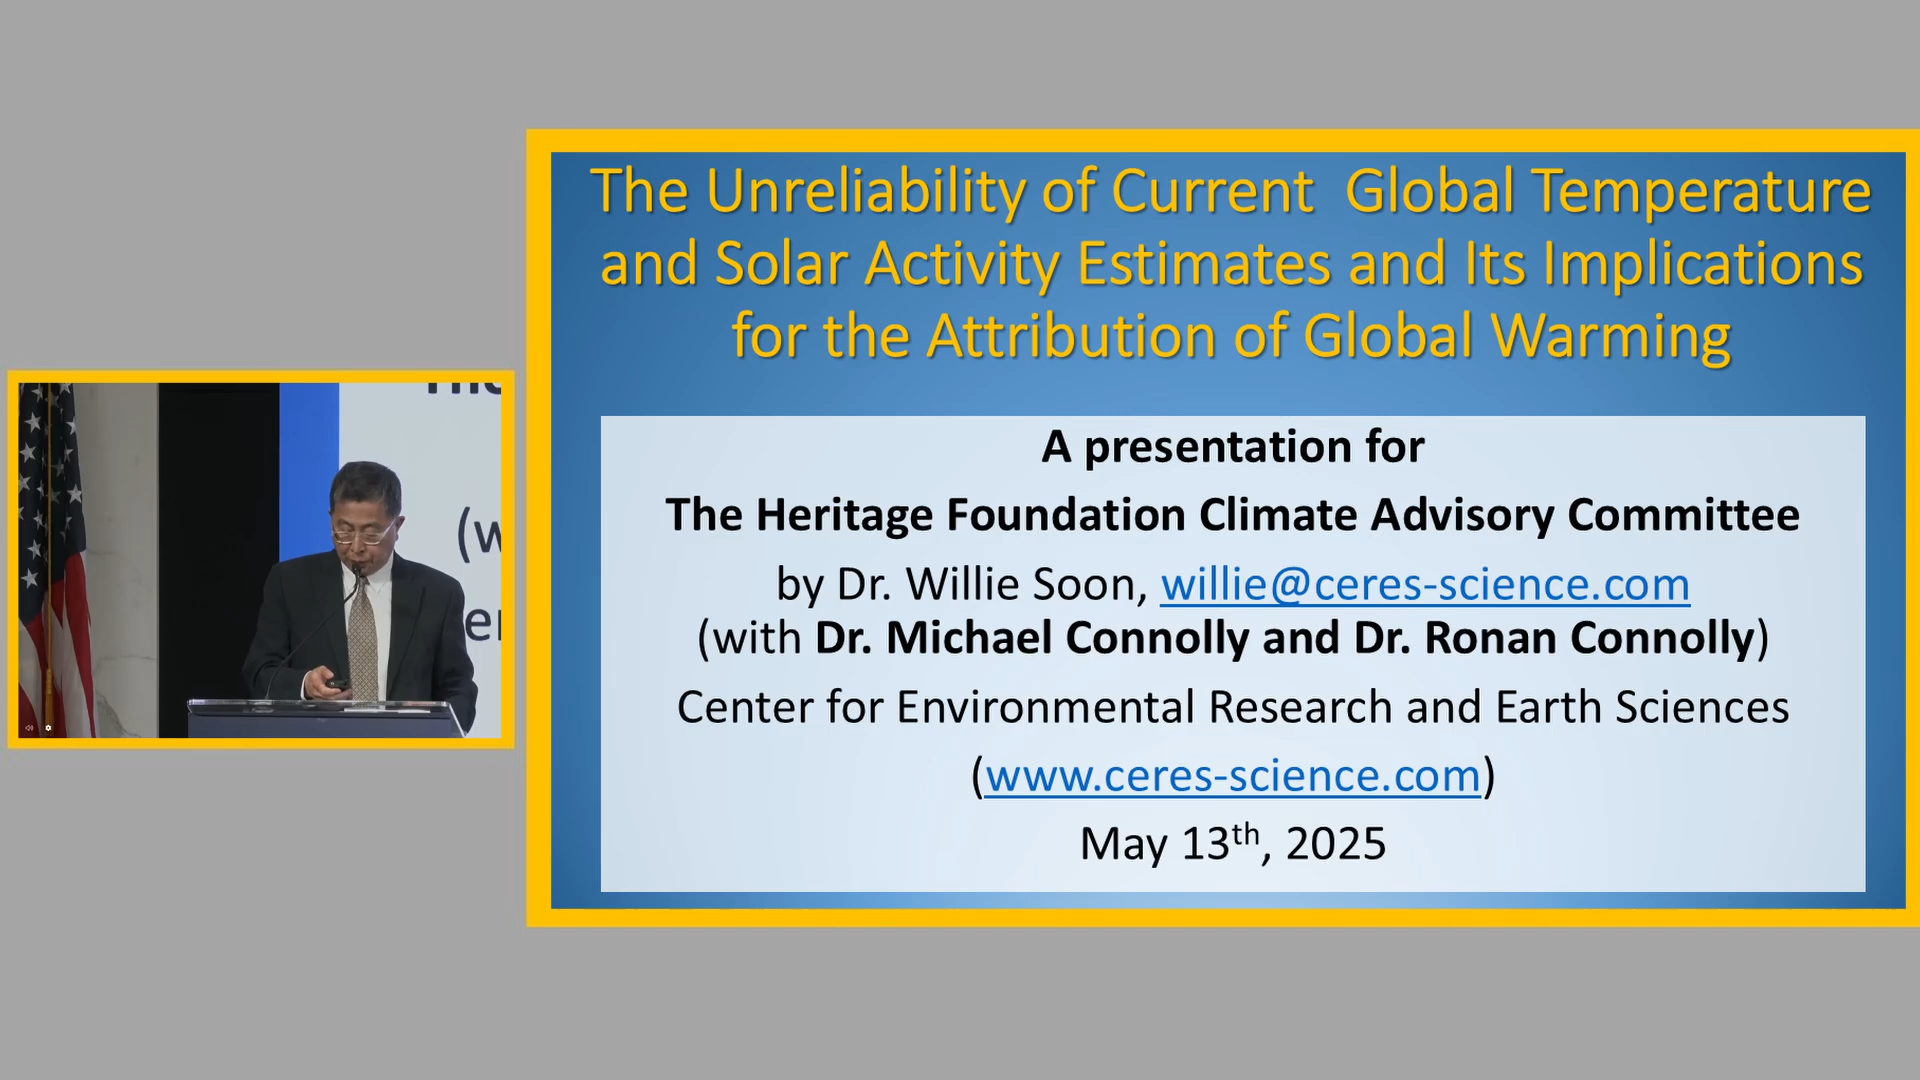 The Unreliability of Current Global Temperature
and Solar Activity Estimates and Its Implications
for the Attribution of Global Warming
A presentation for
The Heritage Foundation Climate Advisory Committee
by Dr. Willie Soon, willie@ceres-science.com
(with Dr. Michael Connolly and Dr. Ronan Connolly)
Center for Environmental Research and Earth Sciences
(www.ceres-science.com)
May 13th, 2025